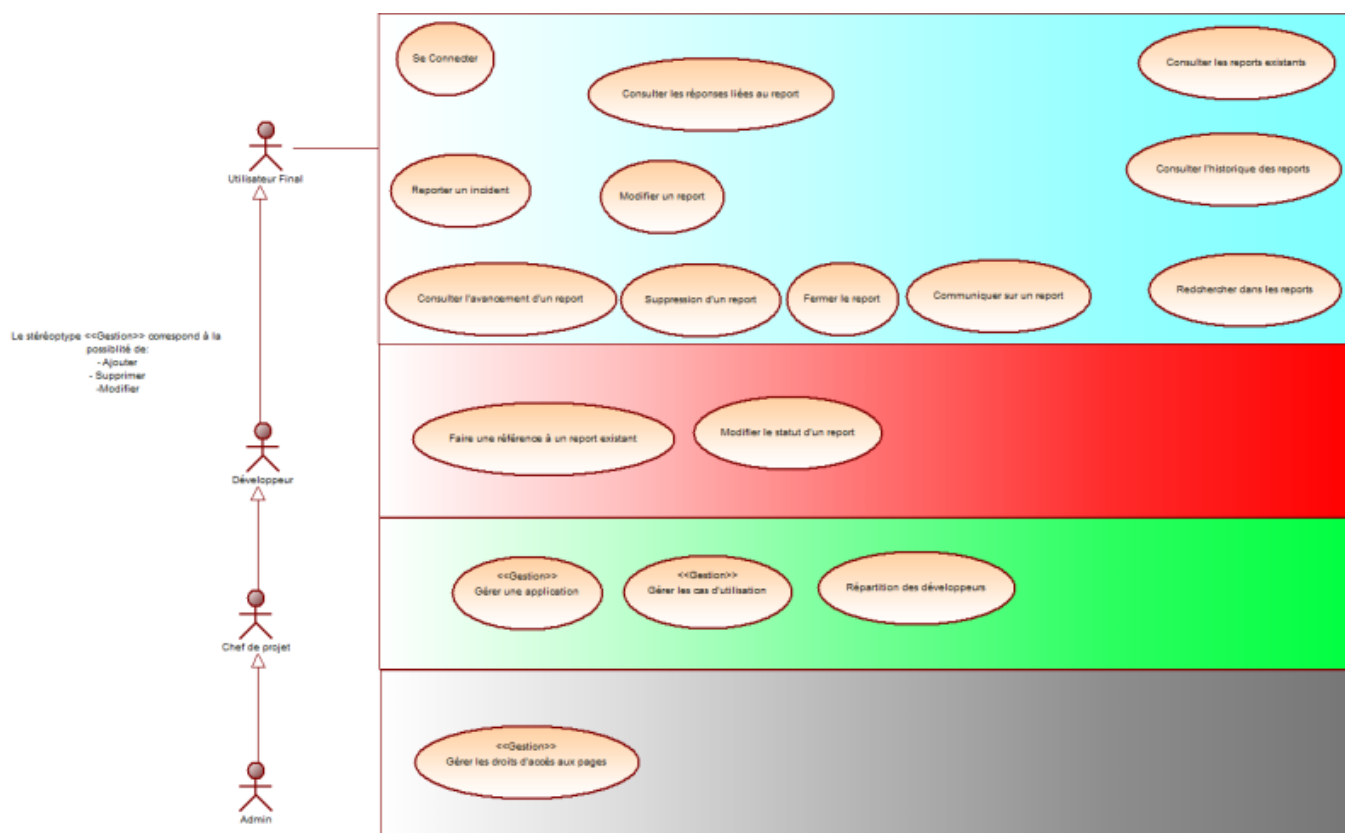 Se Connecter
Consulter les réponses liées au report
Consulter les reports existants
Utilisateur Final
Reporter un incident
Modifier un report
Consulter l'historique des reports
Consulter l'avancement d'un report
Suppression d'un report
Fermer le report
Communiquer sur un report
Redchercher dans les reports
Le stéréoptype <<Gestion>> correspond à la
possiblité de:
- Ajouter
- Supprimer
-Modifier
Développeur
Faire une référence à un report existant
Modifier le statut d'un report
Chef de projet
<<Gestion>>
Gérer une application
<<Gestion>>
Gérer les cas d'utilisation
Répartition des développeurs
Admin
<<Gestion>>
Gérer les droits d'accès aux pages